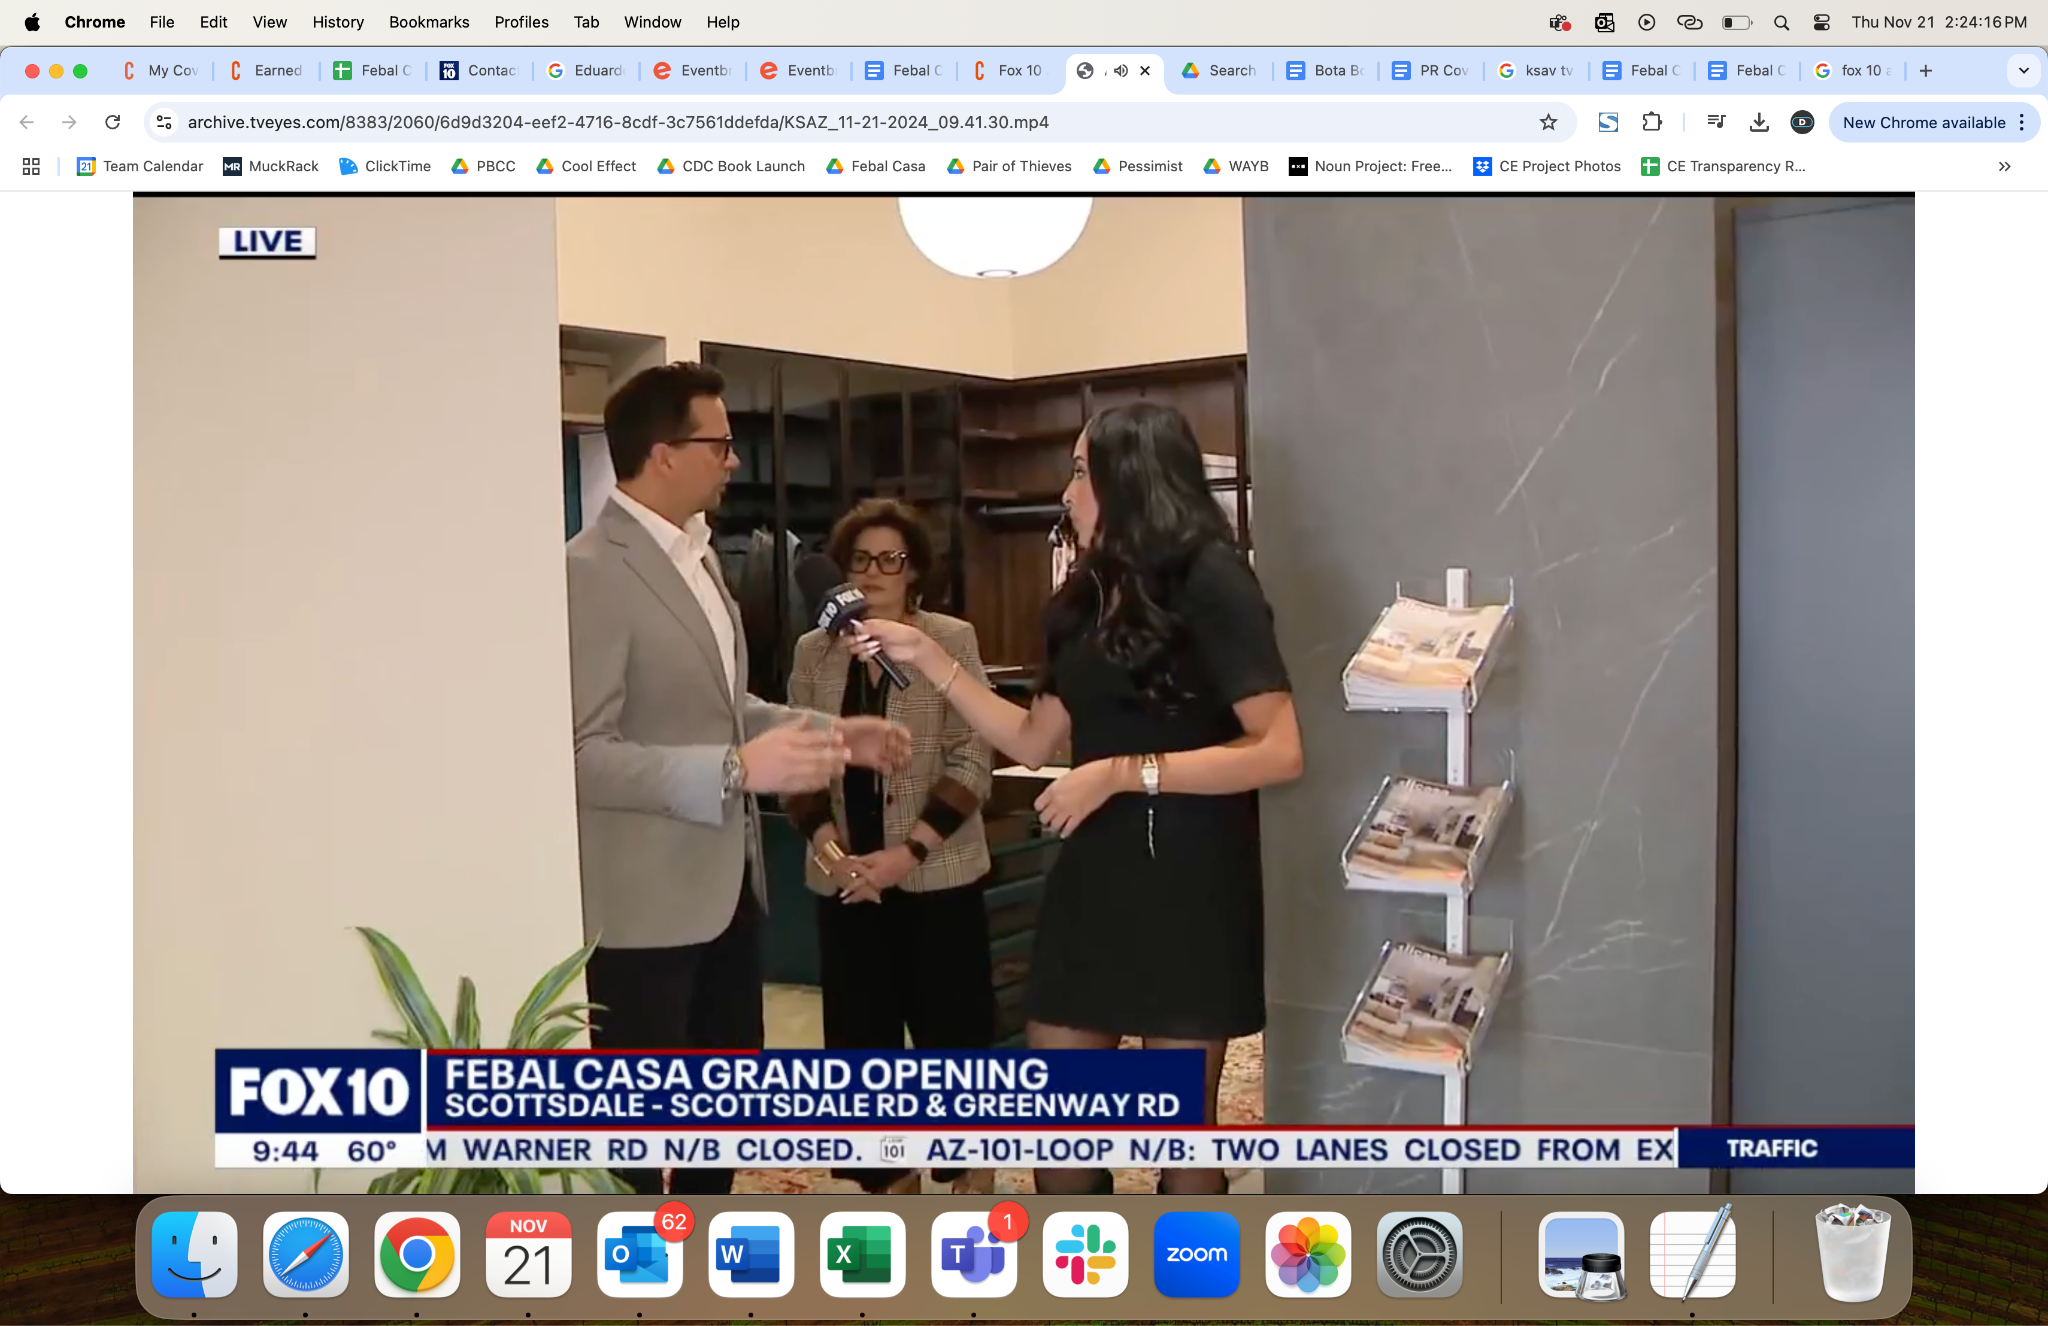 Chrome File Edit View History Bookmarks Profiles Tab Window Help Thu Nov 21 2:24:16 PM
My Cov Earned Febal C Contac Eduard Eventb Eventb Febal C Fox 10 Search Bota B PR Cov ksav tv Febal C Febal C fox 10 a
archive.tveyes.com/8383/2060/6d9d3204-eef2-4716-8cdf-3c7561ddefda/KSAZ_11-21-2024_09.41.30.mp4 New Chrome available
Team Calendar MuckRack ClickTime PBCC Cool Effect CDC Book Launch Febal Casa Pair of Thieves Pessimist WAYB Noun Project: Free... CE Project Photos CE Transparency R...
LIVE
FOX 10
FOX10
FEBAL CASA GRAND OPENING
SCOTTSDALE - SCOTTSDALE RD & GREENWAY RD
9:44 60° M WARNER RD N/B CLOSED. 101 AZ-101-LOOP N/B: TWO LANES CLOSED FROM EX TRAFFIC
NOV
21
62
1
zoom